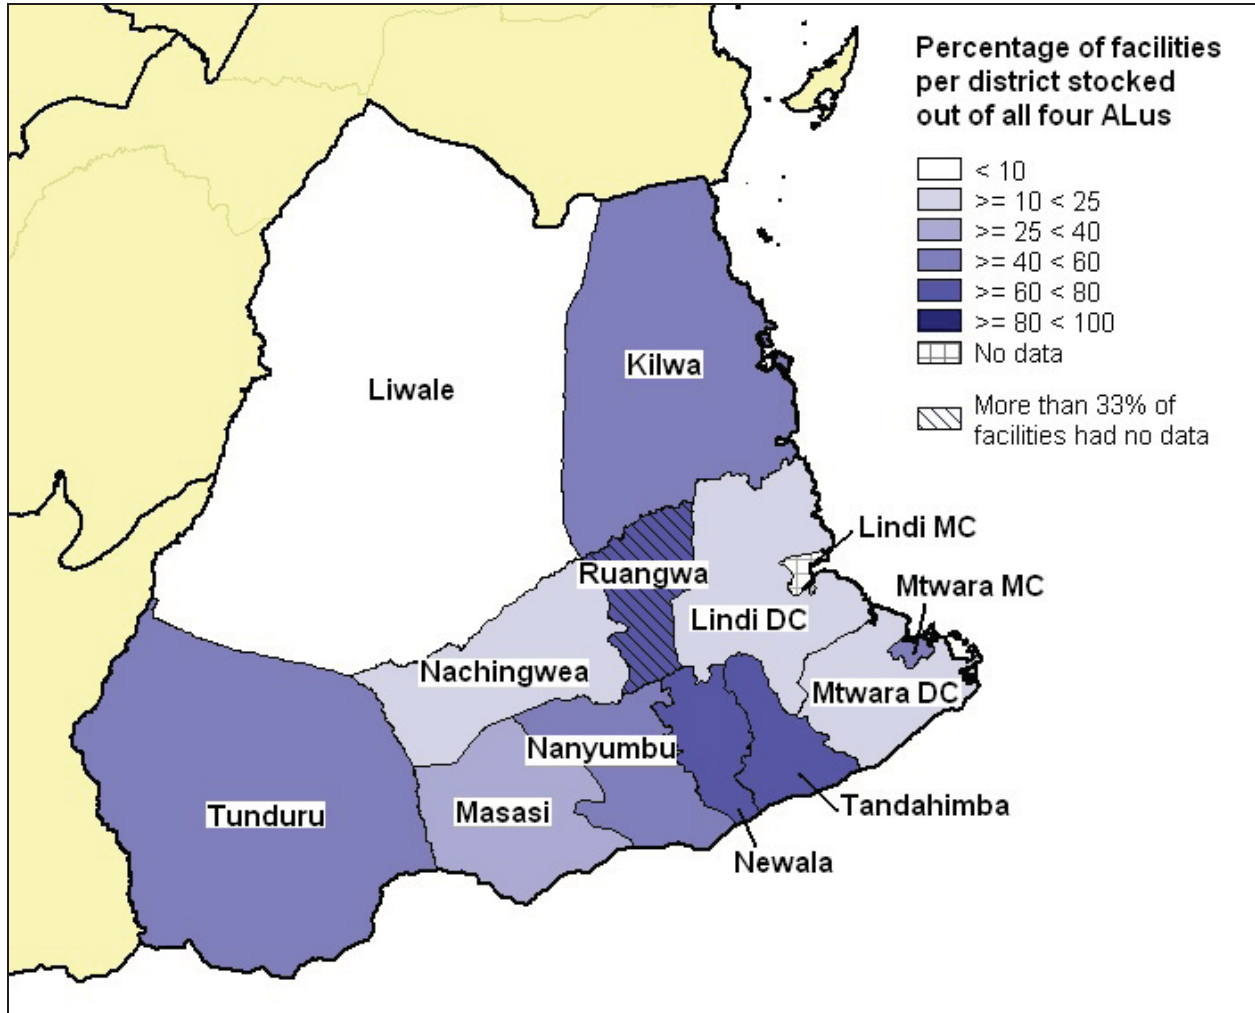 Percentage of facilities
per district stocked
out of all four ALus
< 10
>= 10 < 25
>= 25 < 40
>= 40 < 60
>= 60 < 80
>= 80 < 100
No data
More than 33% of
facilities had no data
Kilwa
Liwale
Lindi MC
Ruangwa
Mtwara MC
Lindi DC
Nachingwea
Mtwara DC
Nanyumbu
Tandahimba
Masasi
Tunduru
Newala